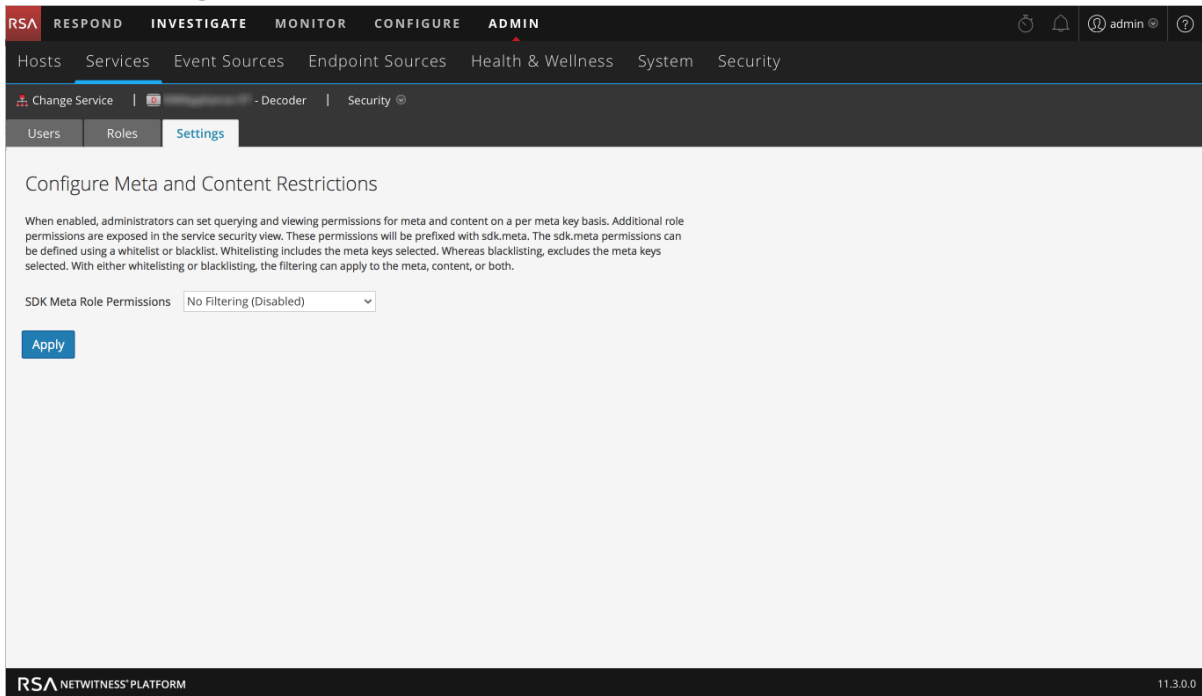 RSA RESPOND INVESTIGATE MONITOR CONFIGURE ADMIN admin
Hosts Services Event Sources Endpoint Sources Health & Wellness System Security
Change Service | - Decoder | Security
Users Roles Settings
Configure Meta and Content Restrictions
When enabled, administrators can set querying and viewing permissions for meta and content on a per meta key basis. Additional role
permissions are exposed in the service security view. These permissions will be prefixed with sdk.meta. The sdk.meta permissions can
be defined using a whitelist or blacklist. Whitelisting includes the meta keys selected. Whereas blacklisting, excludes the meta keys
selected. With either whitelisting or blacklisting, the filtering can apply to the meta, content, or both.
SDK Meta Role Permissions No Filtering (Disabled)
Apply
RSA NETWITNESS® PLATFORM 11.3.0.0